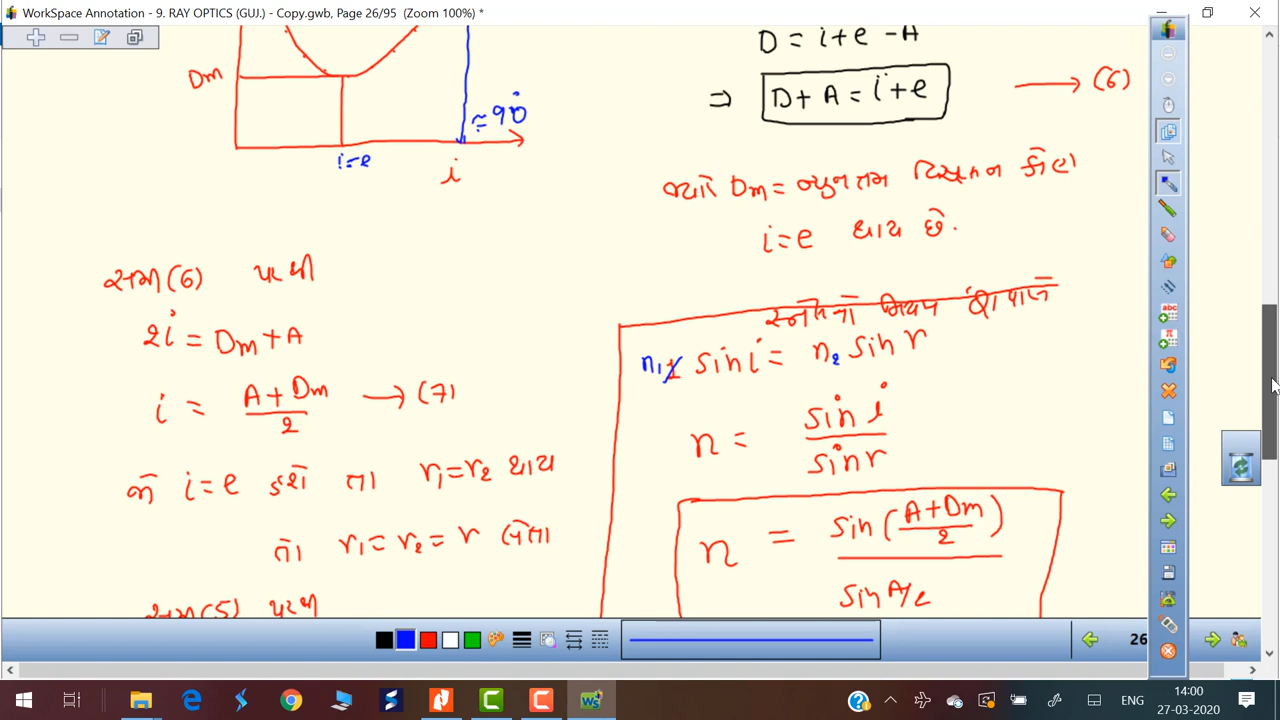 WorkSpace Annotation - 9. RAY OPTICS (GUJ.) - Copy.gwb, Page 26/95 (Zoom 100%) *
D = i+e -A
Dm
⇒ D+A = i+e → (6)
≈90°
i=e
i
જ્યારે Dm = ન્યુનતમ વિચલન કોણ
i=e થાય છે.
સમી(6) પરથી
2i = Dm+A
i = A+Dm/2 → (7)
જો i=e હશે તો r1=r2 થાય
તો r1=r2=r લેતા
સમી(5) પરથી
સ્નેલનો નિયમ
n1 sin i = n2 sin r
n = sin i / sin r
n = sin(A+Dm/2) / sin A/2
abc
π
26
ENG
14:00
27-03-2020